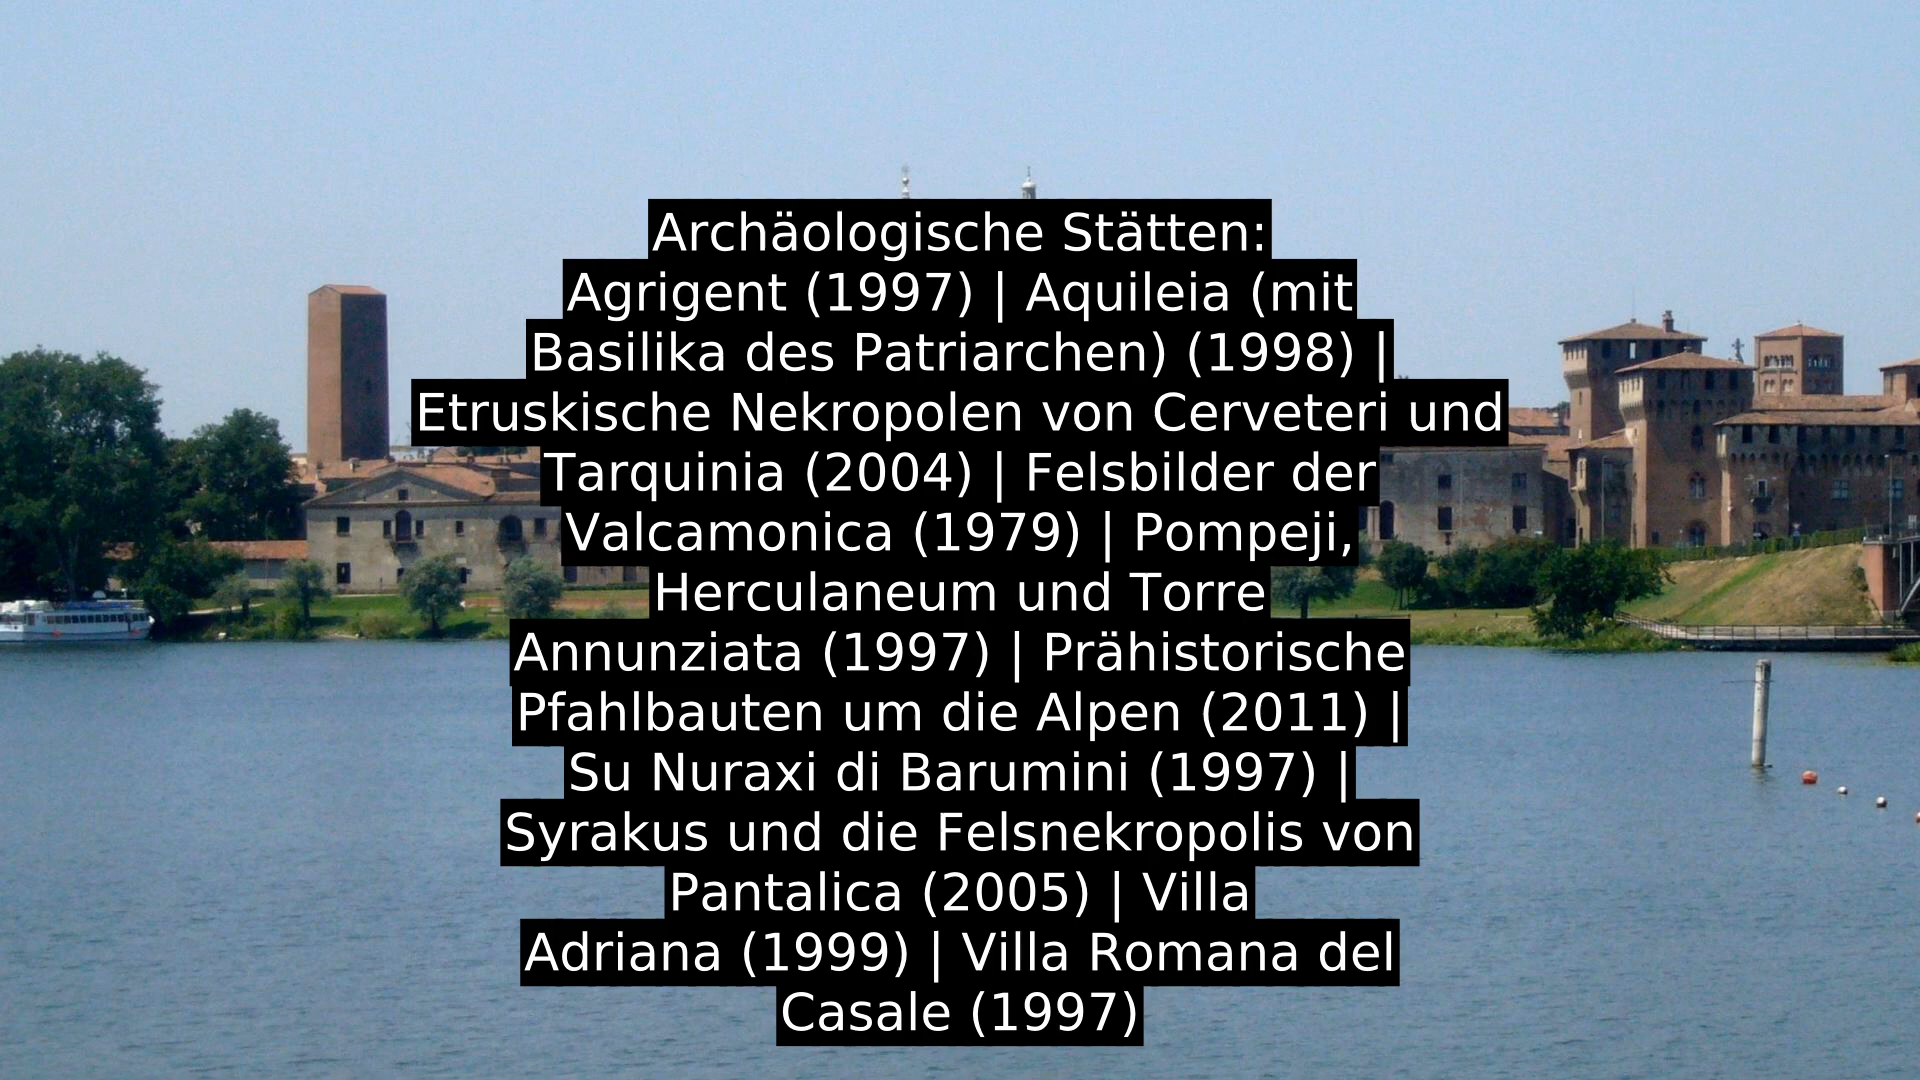 Archäologische Stätten:
Agrigent (1997) | Aquileia (mit
Basilika des Patriarchen) (1998) |
Etruskische Nekropolen von Cerveteri und
Tarquinia (2004) | Felsbilder der
Valcamonica (1979) | Pompeji,
Herculaneum und Torre
Annunziata (1997) | Prähistorische
Pfahlbauten um die Alpen (2011) |
Su Nuraxi di Barumini (1997) |
Syrakus und die Felsnekropolis von
Pantalica (2005) | Villa
Adriana (1999) | Villa Romana del
Casale (1997)